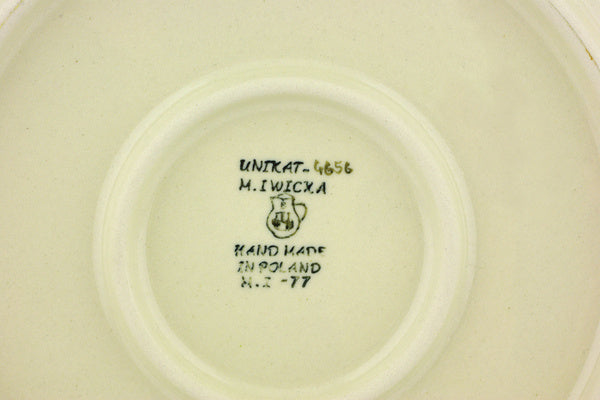 UNIKAT-4656
M. IWICKA
HAND MADE
IN POLAND
M.I -77